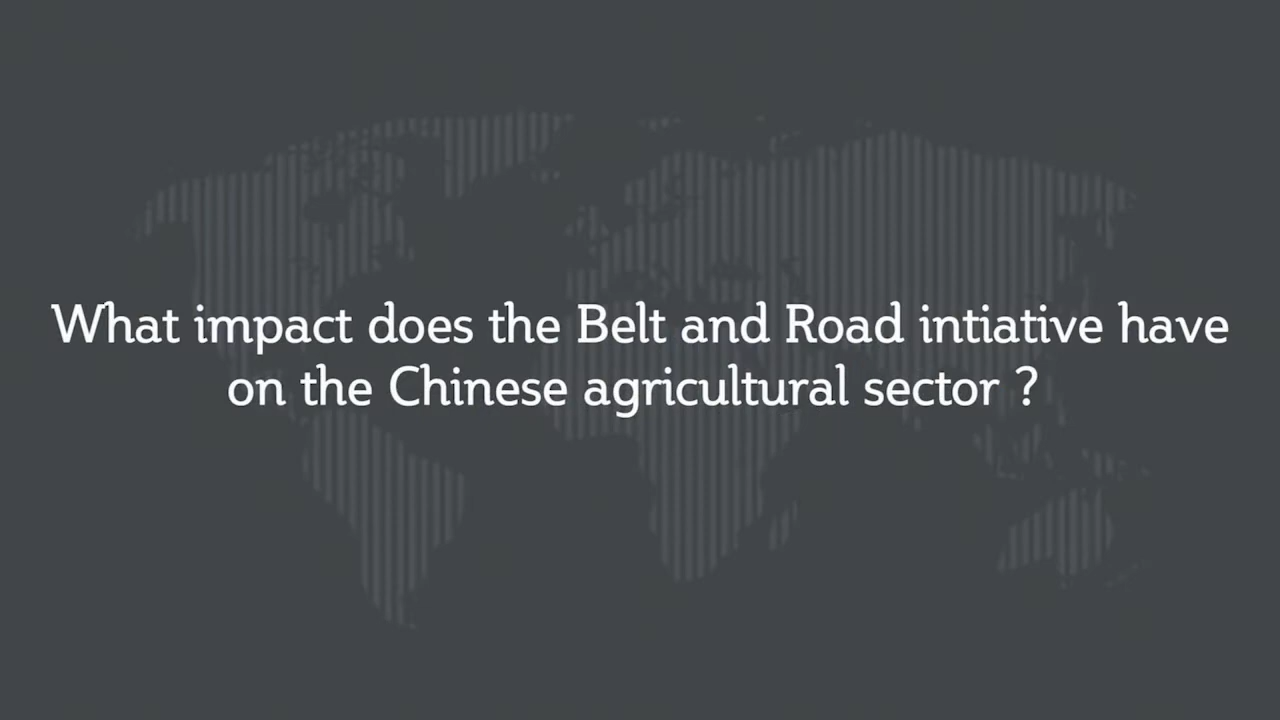 What impact does the Belt and Road intiative have
on the Chinese agricultural sector ?